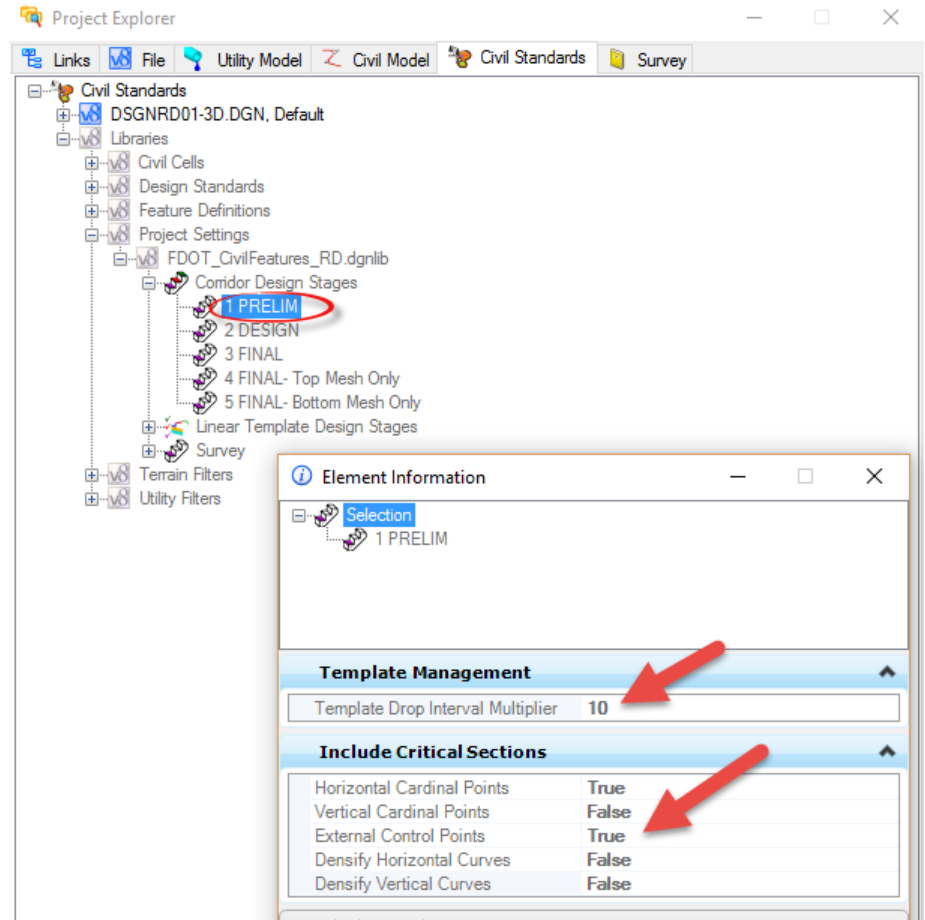 Project Explorer
Links File Utility Model Civil Model Civil Standards Survey
Civil Standards
DSGNRD01-3D.DGN, Default
Libraries
Civil Cells
Design Standards
Feature Definitions
Project Settings
FDOT_CivilFeatures_RD.dgnlib
Corridor Design Stages
1 PRELIM
2 DESIGN
3 FINAL
4 FINAL- Top Mesh Only
5 FINAL- Bottom Mesh Only
Linear Template Design Stages
Survey
Terrain Filters
Utility Filters
Element Information
Selection
1 PRELIM
Template Management
Template Drop Interval Multiplier 10
Include Critical Sections
Horizontal Cardinal Points True
Vertical Cardinal Points False
External Control Points True
Densify Horizontal Curves False
Densify Vertical Curves False